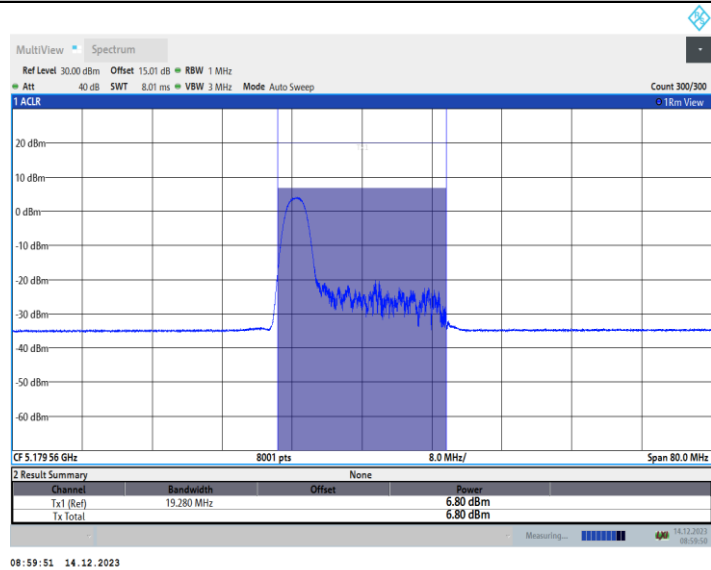 MultiView Spectrum
Ref Level 30.00 dBm Offset 15.01 dB RBW 1 MHz
Att 40 dB SWT 8.01 ms VBW 3 MHz Mode Auto Sweep Count 300/300
1 ACLR 1Rm View
20 dBm
10 dBm
0 dBm
-10 dBm
-20 dBm
-30 dBm
-40 dBm
-50 dBm
-60 dBm
CF 5.179 56 GHz 8001 pts 8.0 MHz/ Span 80.0 MHz
2 Result Summary None
Channel Bandwidth Offset Power
Tx1 (Ref) 19.280 MHz 6.80 dBm
Tx Total 6.80 dBm
Measuring... 14.12.2023
08:59:50
08:59:51 14.12.2023